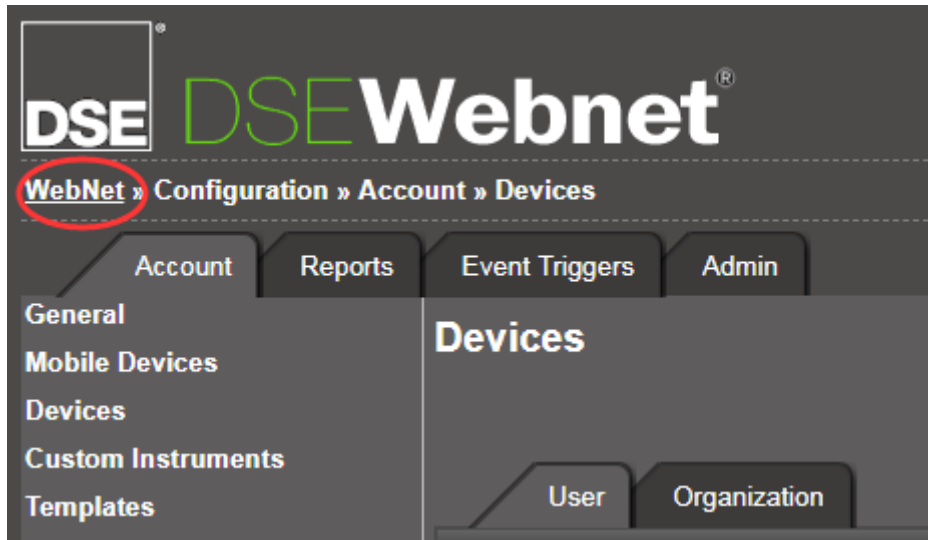 DSE®
DSEWebnet®
WebNet » Configuration » Account » Devices
Account Reports Event Triggers Admin
General
Mobile Devices
Devices
Custom Instruments
Templates
Devices
User Organization